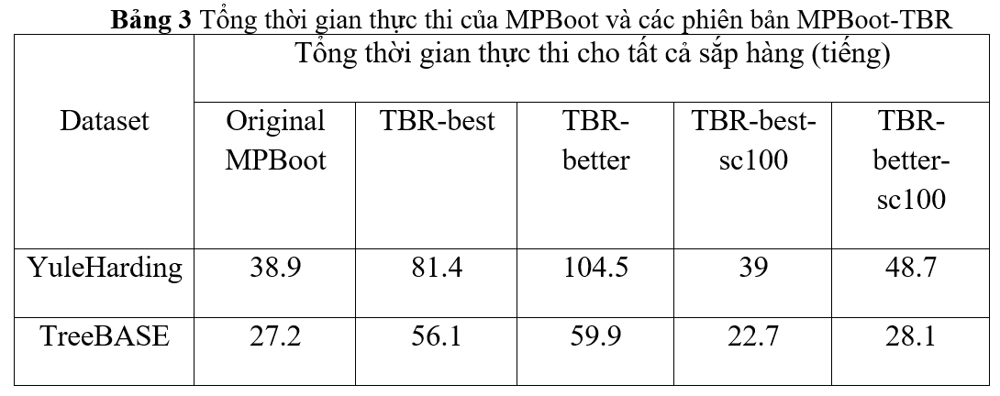 Bảng 3 Tổng thời gian thực thi của MPBoot và các phiên bản MPBoot-TBR
Tổng thời gian thực thi cho tất cả sắp hàng (tiếng)
Dataset
Original
MPBoot
TBR-best
TBR-
better
TBR-best-
sc100
TBR-
better-
sc100
YuleHarding 38.9 81.4 104.5 39 48.7
TreeBASE 27.2 56.1 59.9 22.7 28.1